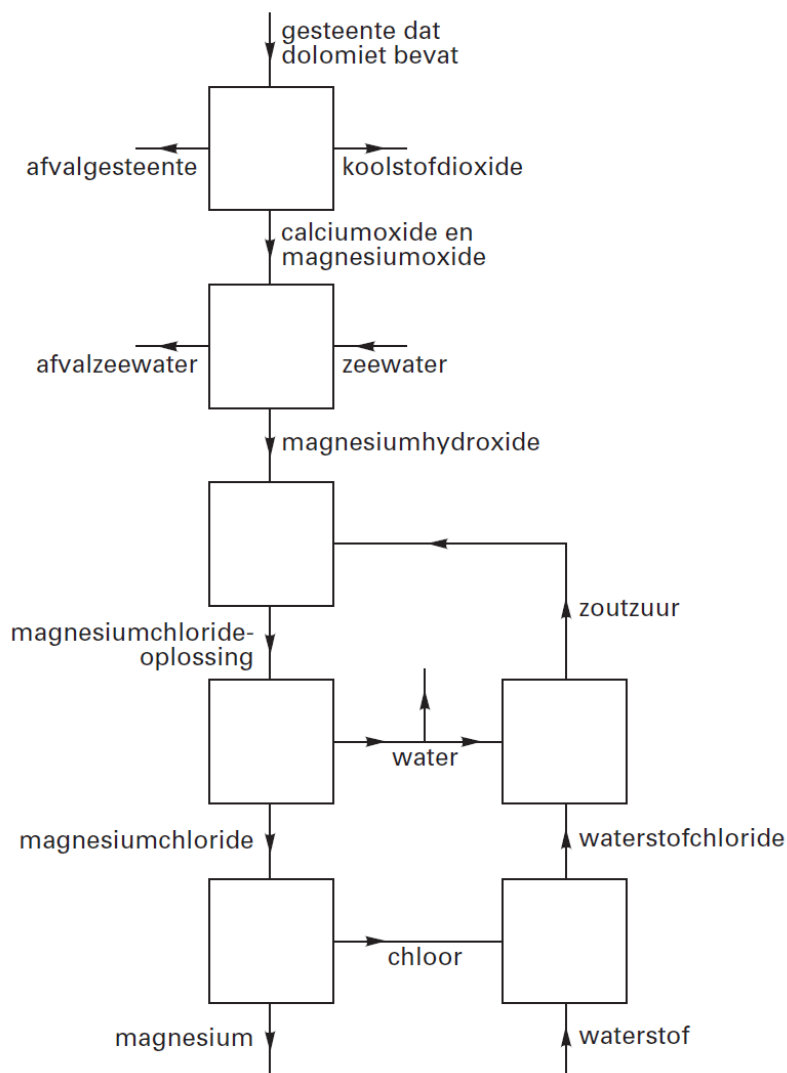 gesteente dat
dolomiet bevat
afvalgesteente
koolstofdioxide
calciumoxide en
magnesiumoxide
afvalzeewater
zeewater
magnesiumhydroxide
zoutzuur
magnesiumchloride-
oplossing
water
magnesiumchloride
waterstofchloride
chloor
magnesium
waterstof